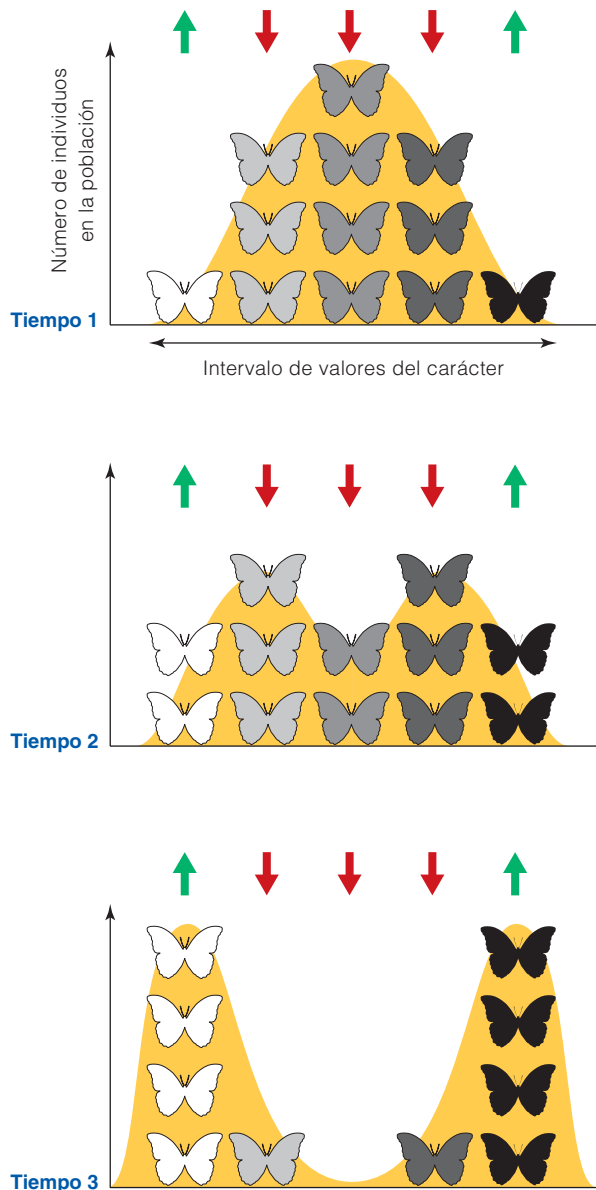 Número de individuos
en la población
Tiempo 1
Intervalo de valores del carácter
Tiempo 2
Tiempo 3